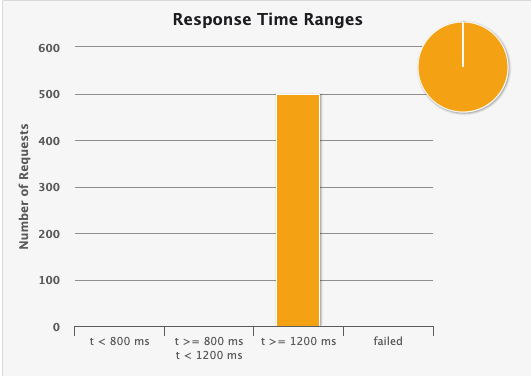 Response Time Ranges
Number of Requests
600
500
400
300
200
100
0
t < 800 ms
t >= 800 ms
t < 1200 ms
t >= 1200 ms
failed